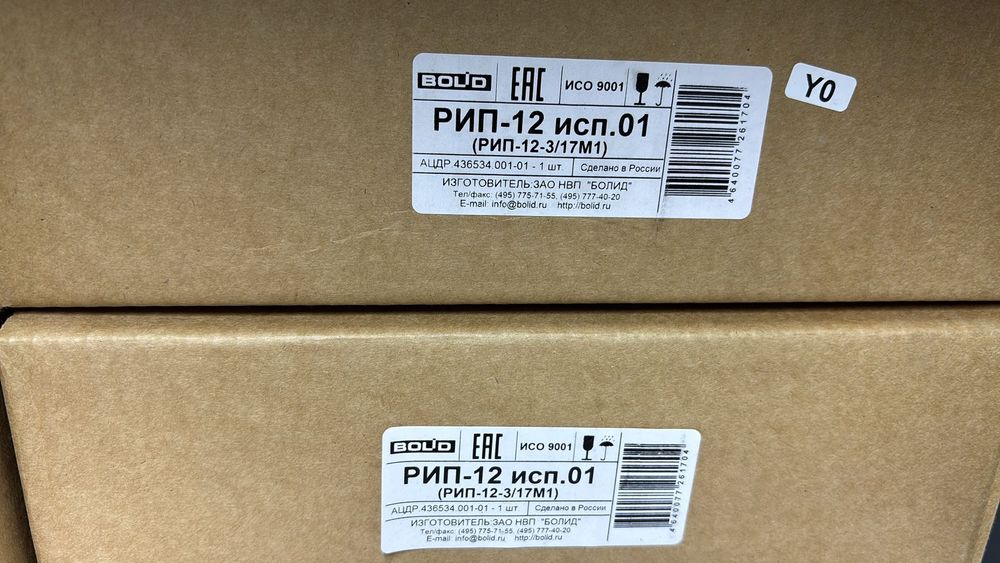 BOLID EAC ИСО 9001
Y0
РИП-12 исп.01
(РИП-12-3/17М1)
АЦДР.436534.001-01 - 1 шт. Сделано в России
ИЗГОТОВИТЕЛЬ:ЗАО НВП "БОЛИД"
Тел/факс: (495) 775-71-55, (495) 777-40-20
E-mail: info@bolid.ru http://bolid.ru
4640077261704
BOLID EAC ИСО 9001
РИП-12 исп.01
(РИП-12-3/17М1)
АЦДР.436534.001-01 - 1 шт. Сделано в России
ИЗГОТОВИТЕЛЬ:ЗАО НВП "БОЛИД"
Тел/факс: (495) 775-71-55, (495) 777-40-20
E-mail: info@bolid.ru http://bolid.ru
4640077261704